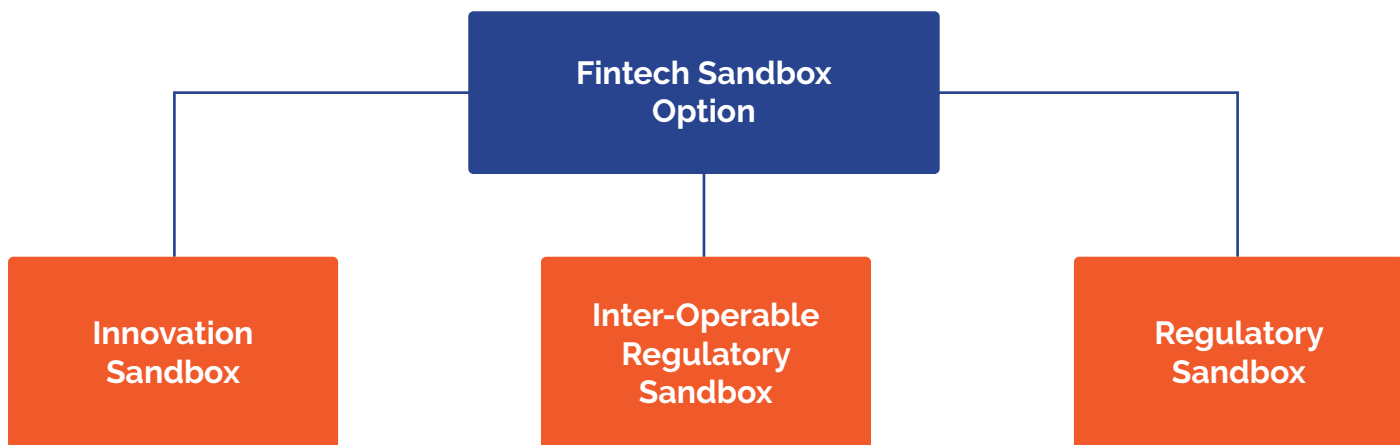 Fintech Sandbox
Option
Innovation
Sandbox
Inter-Operable
Regulatory
Sandbox
Regulatory
Sandbox